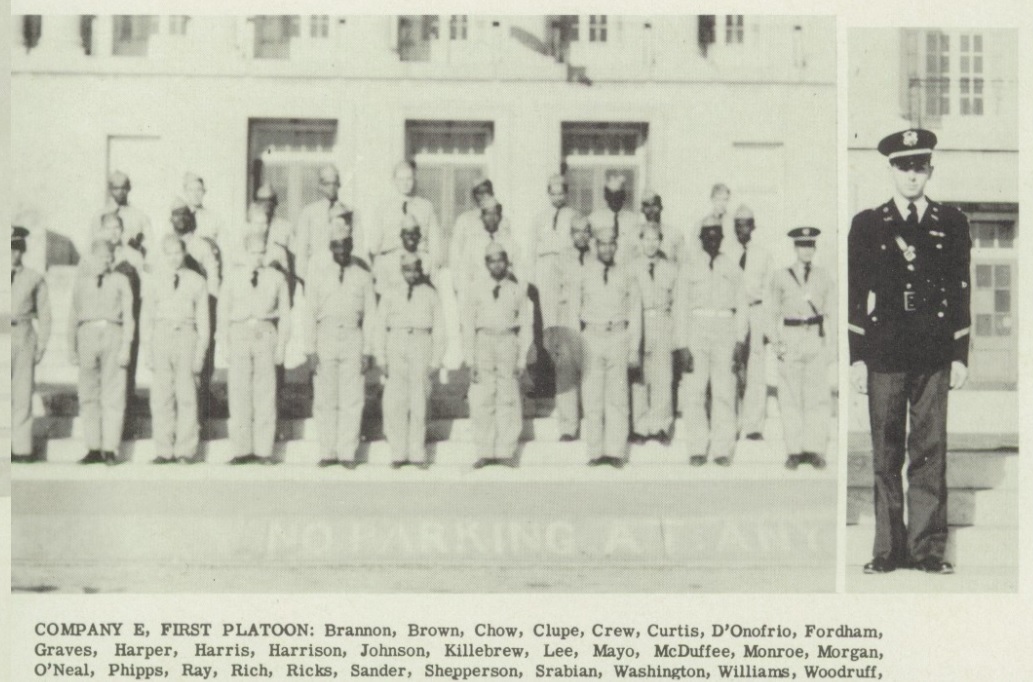 NO PARKING AT ANY
COMPANY E, FIRST PLATOON: Brannon, Brown, Chow, Clupe, Crew, Curtis, D'Onofrio, Fordham,
Graves, Harper, Harris, Harrison, Johnson, Killebrew, Lee, Mayo, McDuffee, Monroe, Morgan,
O'Neal, Phipps, Ray, Rich, Ricks, Sander, Shepperson, Srabian, Washington, Williams, Woodruff,